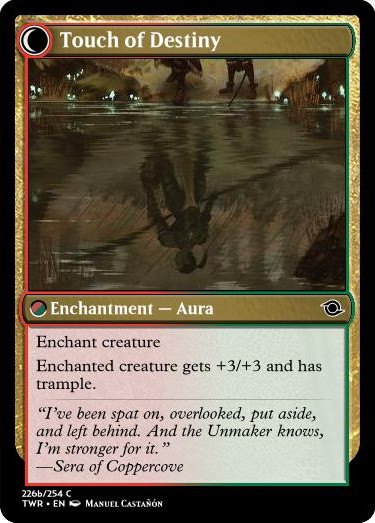 Touch of Destiny
Enchantment — Aura
Enchant creature
Enchanted creature gets +3/+3 and has
trample.
“I’ve been spat on, overlooked, put aside,
and left behind. And the Unmaker knows,
I’m stronger for it.”
—Sera of Coppercove
226b/254 C
TWR • EN Manuel Castañón